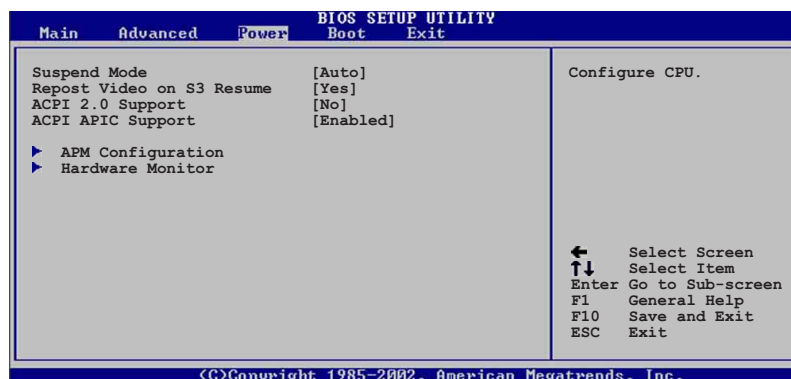 BIOS SETUP UTILITY
Main Advanced Power Boot Exit
Suspend Mode [Auto]
Repost Video on S3 Resume [Yes]
ACPI 2.0 Support [No]
ACPI APIC Support [Enabled]
APM Configuration
Hardware Monitor
Configure CPU.
← Select Screen
↑↓ Select Item
Enter Go to Sub-screen
F1 General Help
F10 Save and Exit
ESC Exit
(C)Copyright 1985-2002, American Megatrends, Inc.